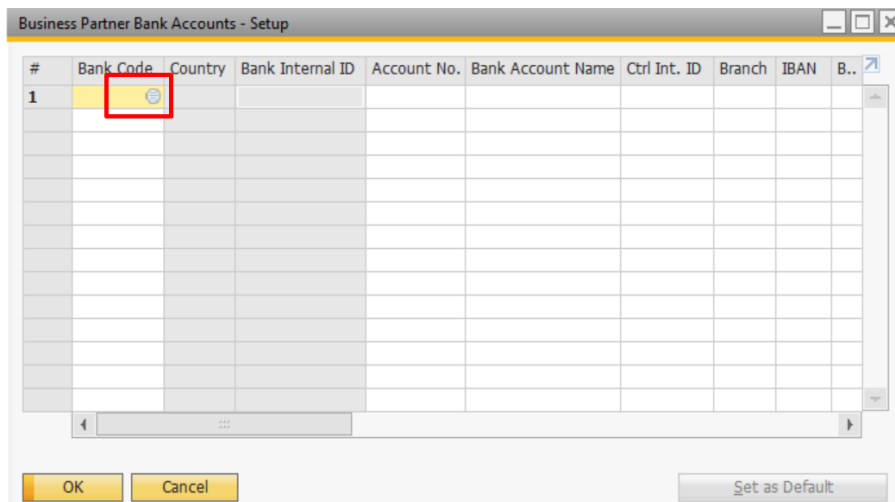 Business Partner Bank Accounts - Setup
# Bank Code Country Bank Internal ID Account No. Bank Account Name Ctrl Int. ID Branch IBAN B..
1
OK Cancel Set as Default